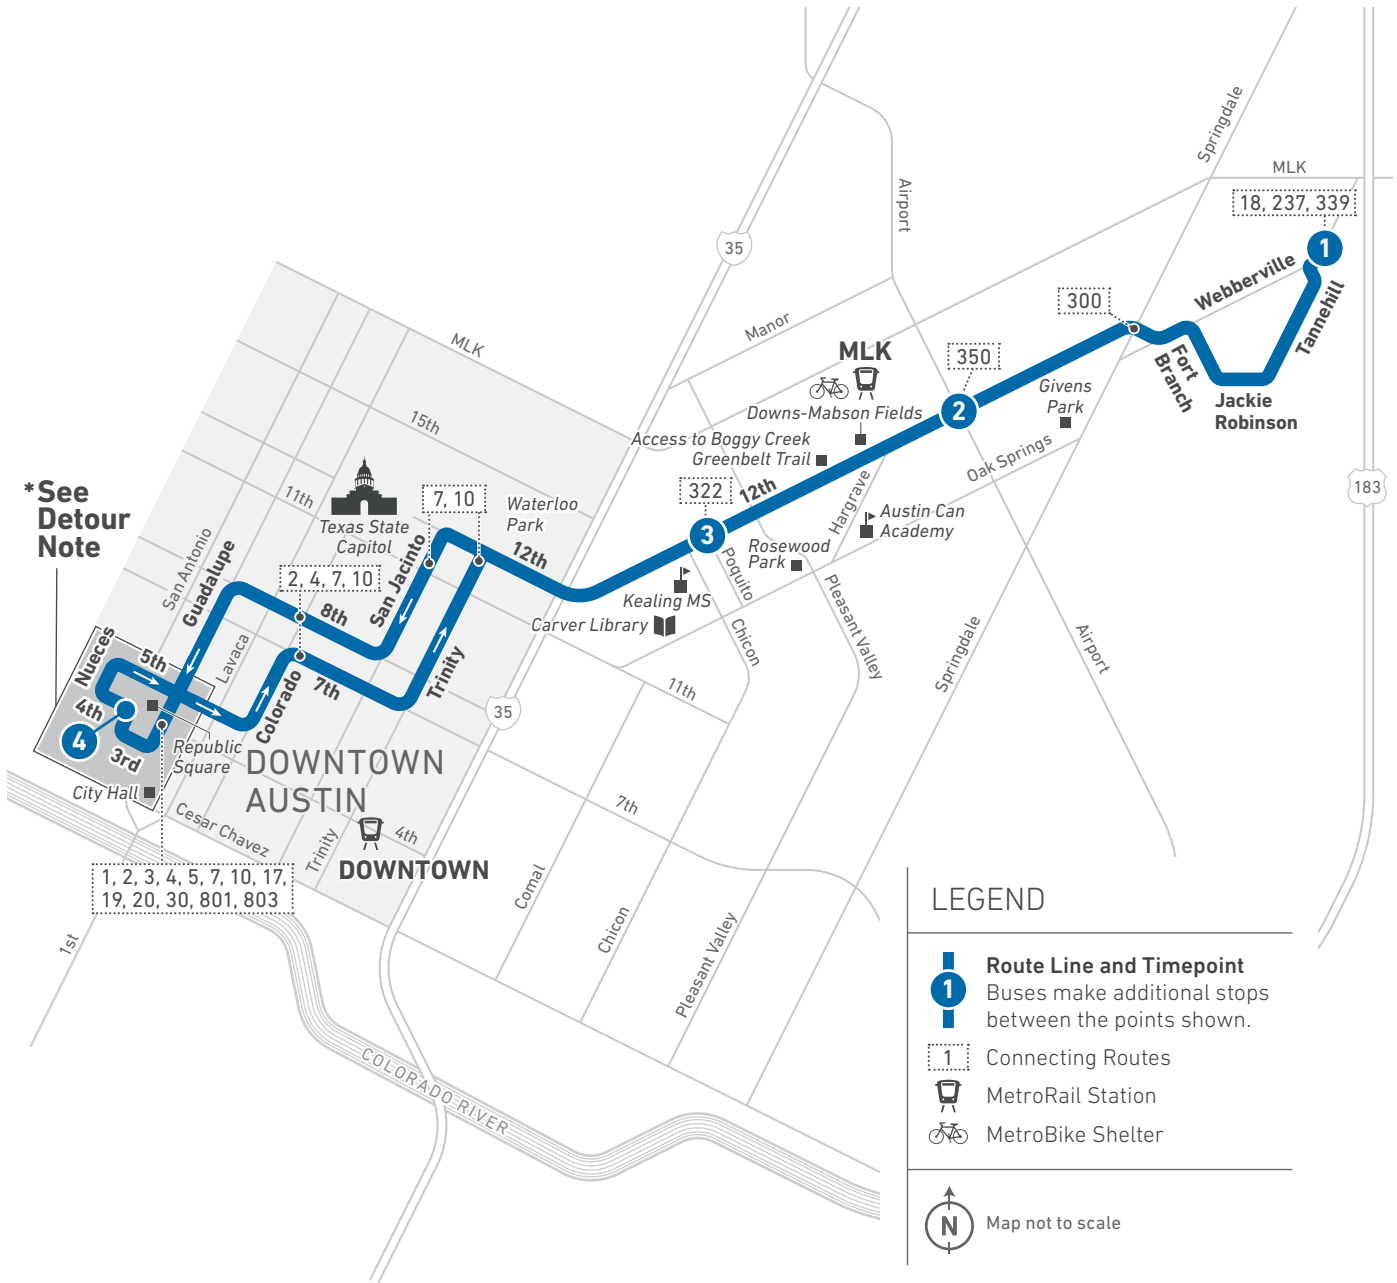 Springdale
MLK
18, 237, 339
1
Airport
35
Webberville
300
Tannehill
Manor
MLK
MLK
350
Fort
Branch
Givens
Park
Downs-Mabson Fields
2
Jackie
Robinson
15th
Access to Boggy Creek
Greenbelt Trail
Oak Springs
*See
Detour
Note
11th
7, 10
322
12th
183
Texas State
Capitol
Waterloo
Park
Hargrave
Austin Can
Academy
San Antonio
Guadalupe
San Jacinto
12th
3
Poquito
Rosewood
Park
2, 4, 7, 10
8th
Kealing MS
Carver Library
Pleasant Valley
Chicon
Springdale
Airport
Nueces
5th
Lavaca
Colorado
7th
Trinity
11th
4th
4
3rd
35
Republic
Square
DOWNTOWN
AUSTIN
City Hall
Cesar Chavez
Trinity
4th
DOWNTOWN
7th
1, 2, 3, 4, 5, 7, 10, 17,
19, 20, 30, 801, 803
1st
Comal
Chicon
Pleasant Valley
COLORADO RIVER
LEGEND
1
Route Line and Timepoint
Buses make additional stops
between the points shown.
1
Connecting Routes
MetroRail Station
MetroBike Shelter
N
Map not to scale